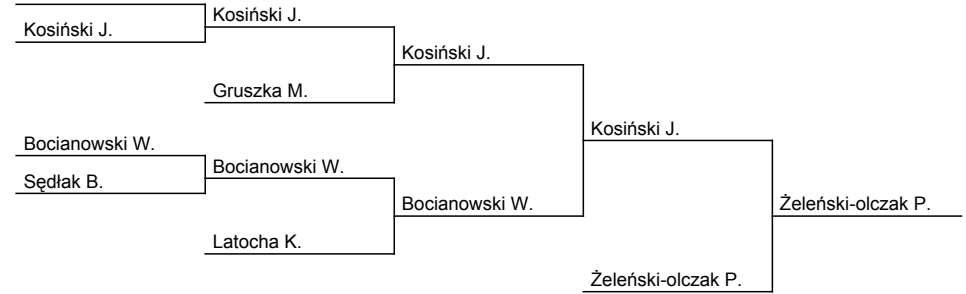 Kosiński J.
Kosiński J.
Kosiński J.
Gruszka M.
Kosiński J.
Bocianowski W.
Sędłak B.
Bocianowski W.
Bocianowski W.
Żeleński-olczak P.
Latocha K.
Żeleński-olczak P.